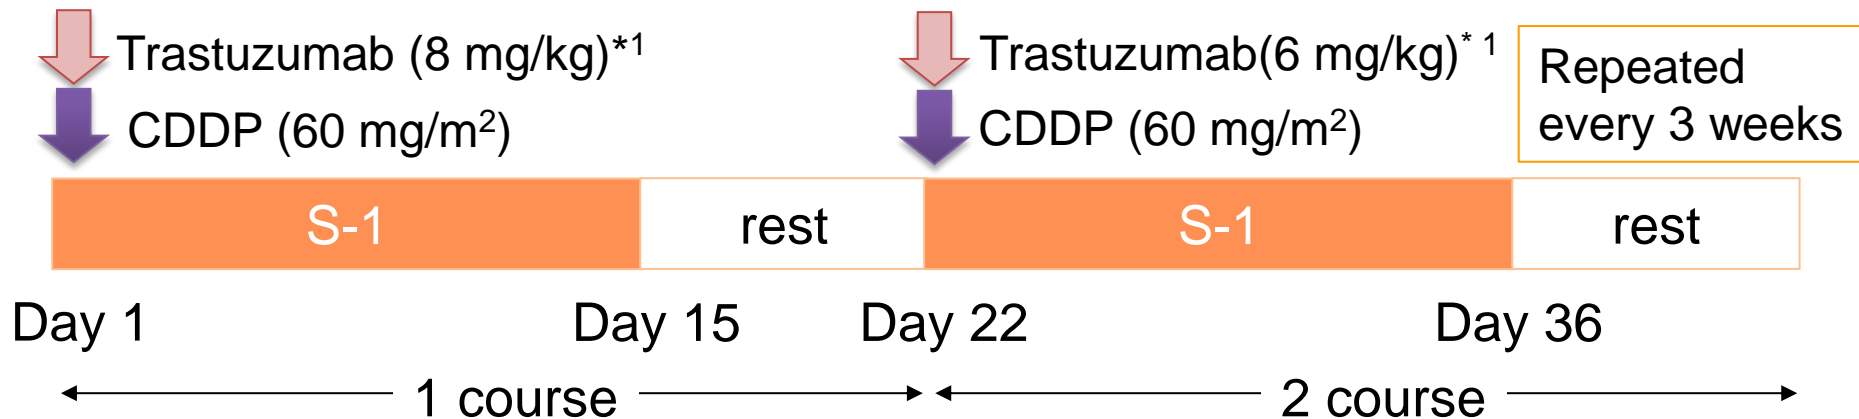 Trastuzumab (8 mg/kg)*1
CDDP (60 mg/m2)
Trastuzumab(6 mg/kg)* 1
CDDP (60 mg/m2)
Repeated
every 3 weeks
S-1 rest S-1 rest
Day 1 Day 15 Day 22 Day 36
1 course 2 course